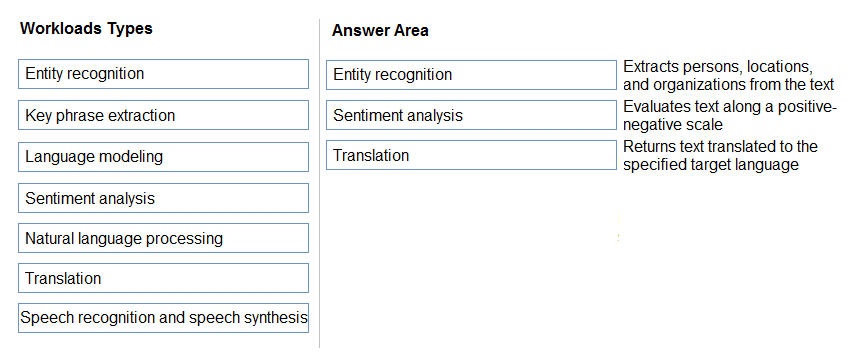 Workloads Types
Entity recognition
Key phrase extraction
Language modeling
Sentiment analysis
Natural language processing
Translation
Speech recognition and speech synthesis
Answer Area
Entity recognition
Extracts persons, locations,
and organizations from the text
Sentiment analysis
Evaluates text along a positive-
negative scale
Translation
Returns text translated to the
specified target language